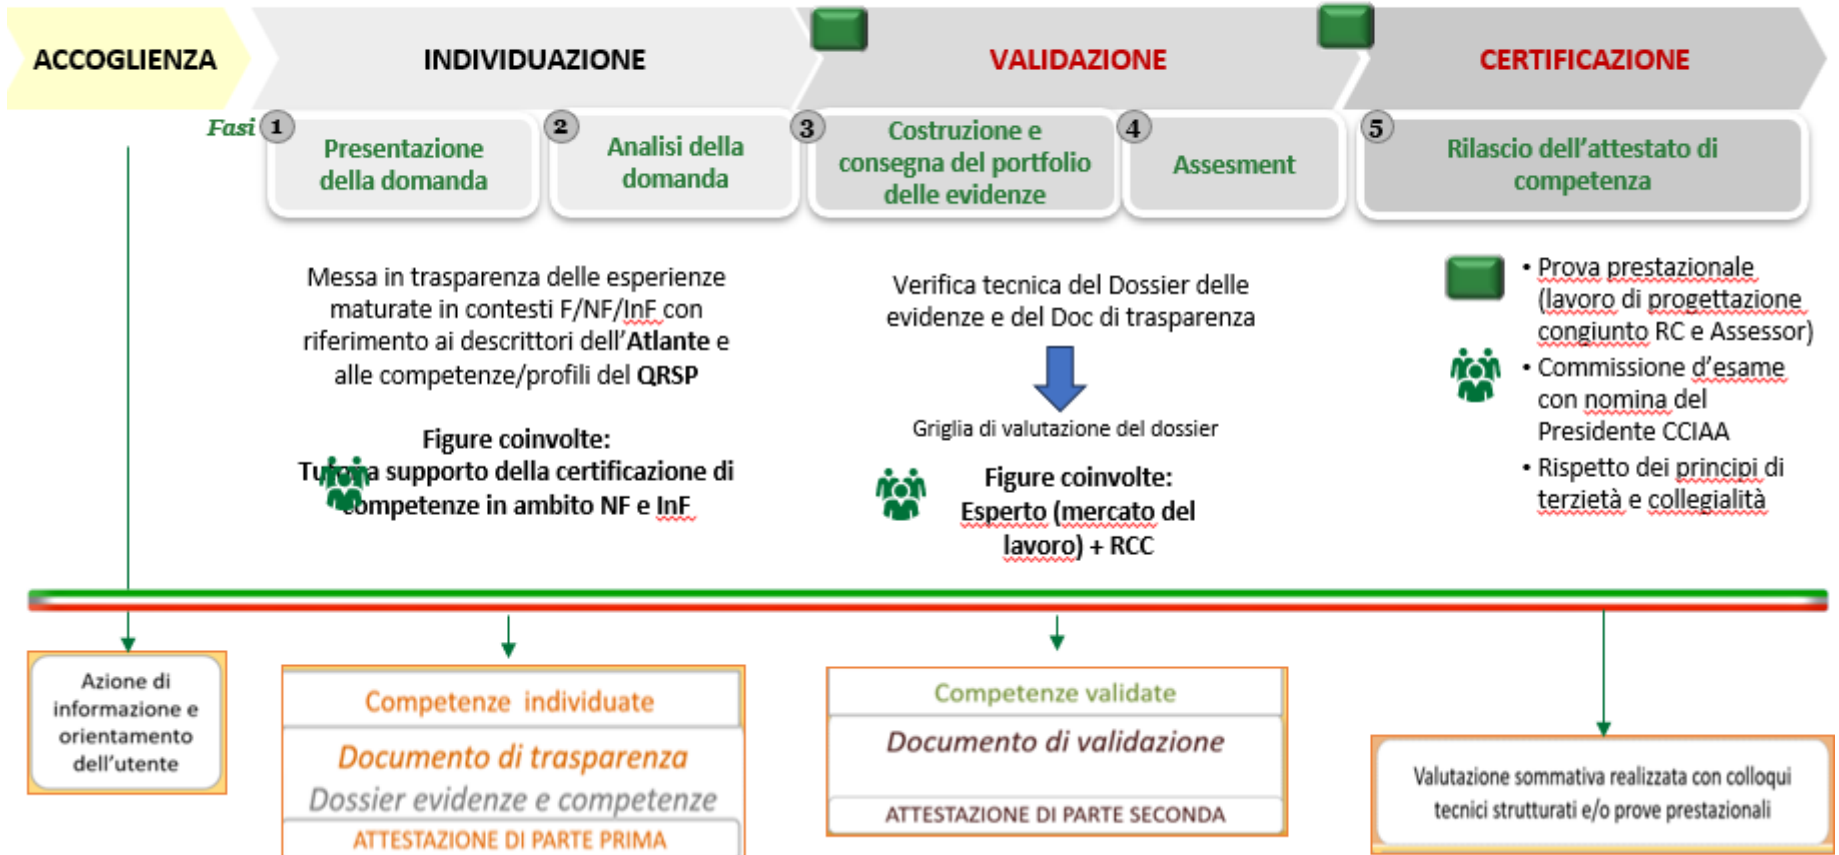 ACCOGLIENZA
INDIVIDUAZIONE
VALIDAZIONE
CERTIFICAZIONE
Fasi
1
Presentazione
della domanda
2
Analisi della
domanda
3
Costruzione e
consegna del portfolio
delle evidenze
4
Assesment
5
Rilascio dell'attestato di
competenza
Messa in trasparenza delle esperienze
maturate in contesti F/NF/InF con
riferimento ai descrittori dell'Atlante e
alle competenze/profili del QRSP
Figure coinvolte:
Tutor a supporto della certificazione di
competenze in ambito NF e InF
Verifica tecnica del Dossier delle
evidenze e del Doc di trasparenza
Griglia di valutazione del dossier
Figure coinvolte:
Esperto (mercato del
lavoro) + RCC
• Prova prestazionale
(lavoro di progettazione
congiunto RC e Assessor)
• Commissione d'esame
con nomina del
Presidente CCIAA
• Rispetto dei principi di
terzietà e collegialità
Azione di
informazione e
orientamento
dell'utente
Competenze individuate
Documento di trasparenza
Dossier evidenze e competenze
ATTESTAZIONE DI PARTE PRIMA
Competenze validate
Documento di validazione
ATTESTAZIONE DI PARTE SECONDA
Valutazione sommativa realizzata con colloqui
tecnici strutturati e/o prove prestazionali